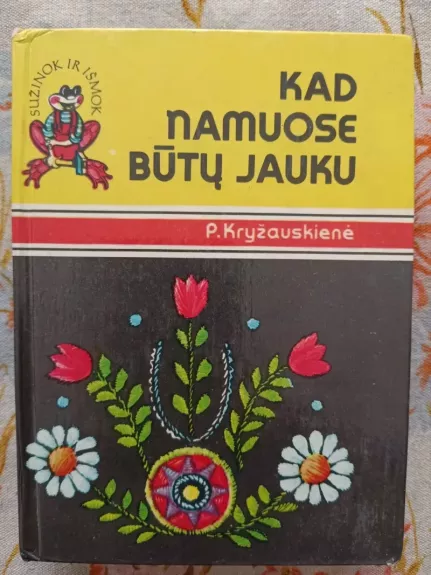 SUŽINOK IR IŠMOK
KAD
NAMUOSE
BŪTŲ JAUKU
P. Kryžauskienė